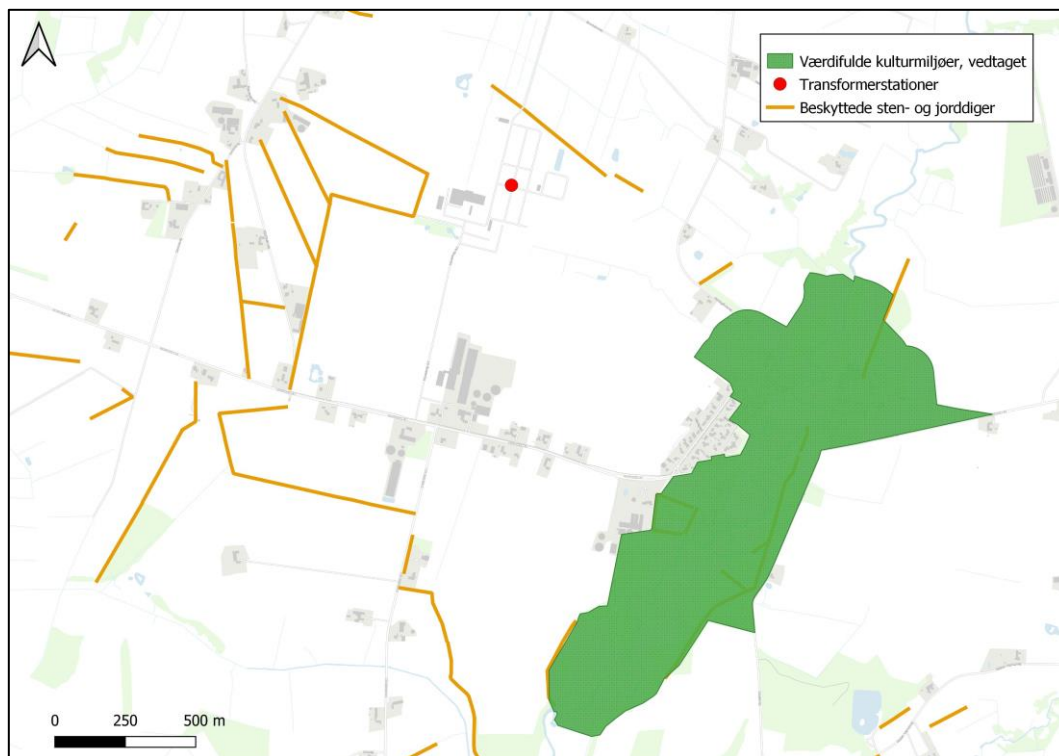 Værdifulde kulturmiljøer, vedtaget
Transformerstationer
Beskyttede sten- og jorddiger
0 250 500 m